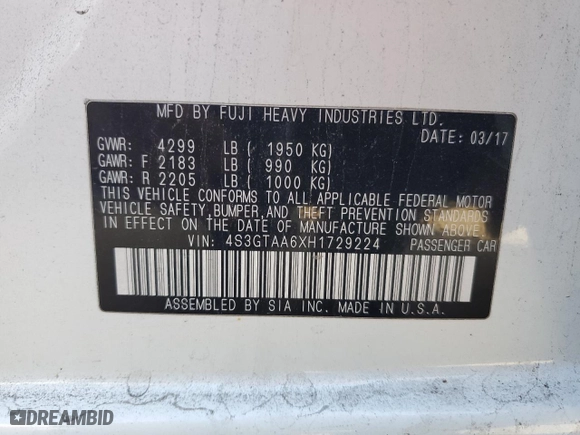 MFD BY FUJI HEAVY INDUSTRIES LTD.
DATE: 03/17
GVWR: 4299 LB ( 1950 KG)
GAWR: F 2183 LB ( 990 KG)
GAWR: R 2205 LB ( 1000 KG)
THIS VEHICLE CONFORMS TO ALL APPLICABLE FEDERAL MOTOR
VEHICLE SAFETY, BUMPER, AND THEFT PREVENTION STANDARDS
IN EFFECT ON THE DATE OF MANUFACTURE SHOWN ABOVE.
VIN: 4S3GTAA6XH1729224 PASSENGER CAR
ASSEMBLED BY SIA INC. MADE IN U.S.A.
DREAMBID